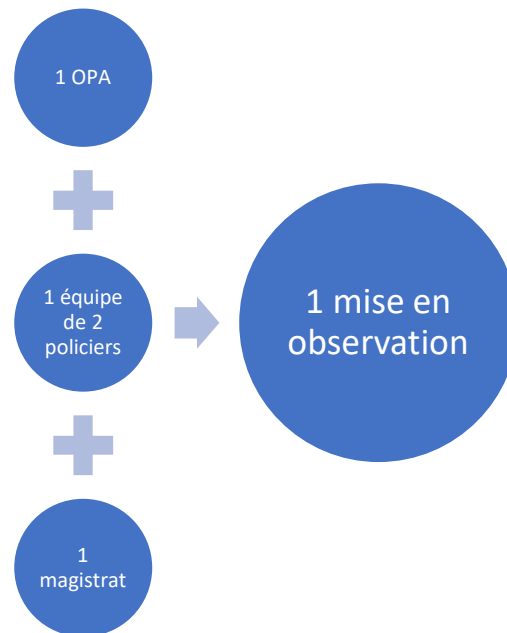 1 OPA
1 équipe
de 2
policiers
1 mise en
observation
1
magistrat